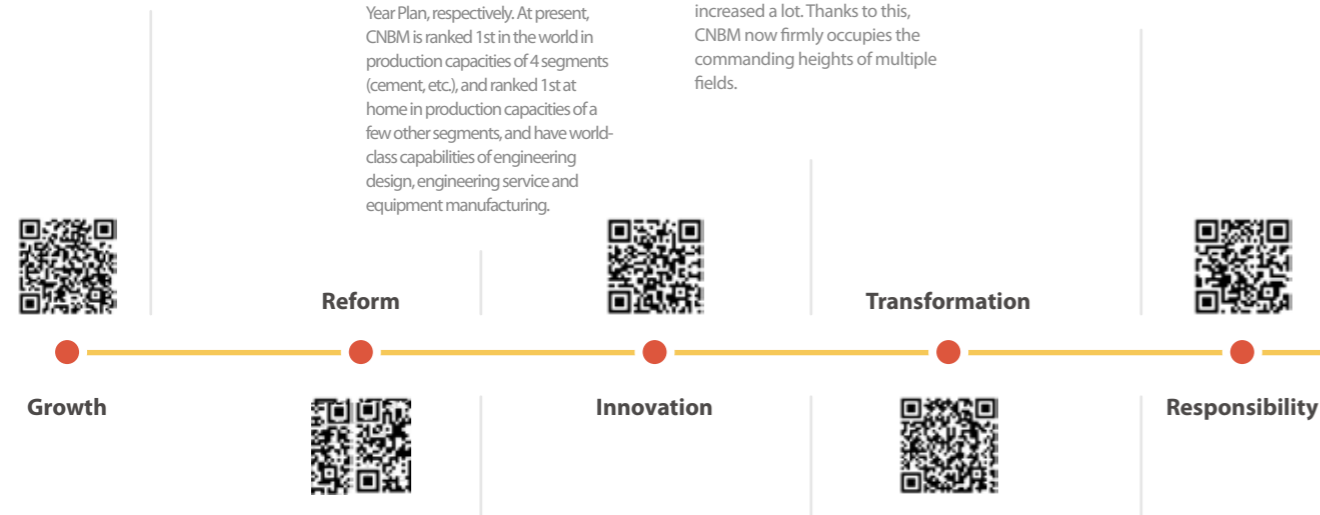 Year Plan, respectively. At present,
CNBM is ranked 1st in the world in
production capacities of 4 segments
(cement, etc.), and ranked 1st at
home in production capacities of a
few other segments, and have world-
class capabilities of engineering
design, engineering service and
equipment manufacturing.
increased a lot. Thanks to this,
CNBM now firmly occupies the
commanding heights of multiple
fields.
Reform
Transformation
Growth
Innovation
Responsibility